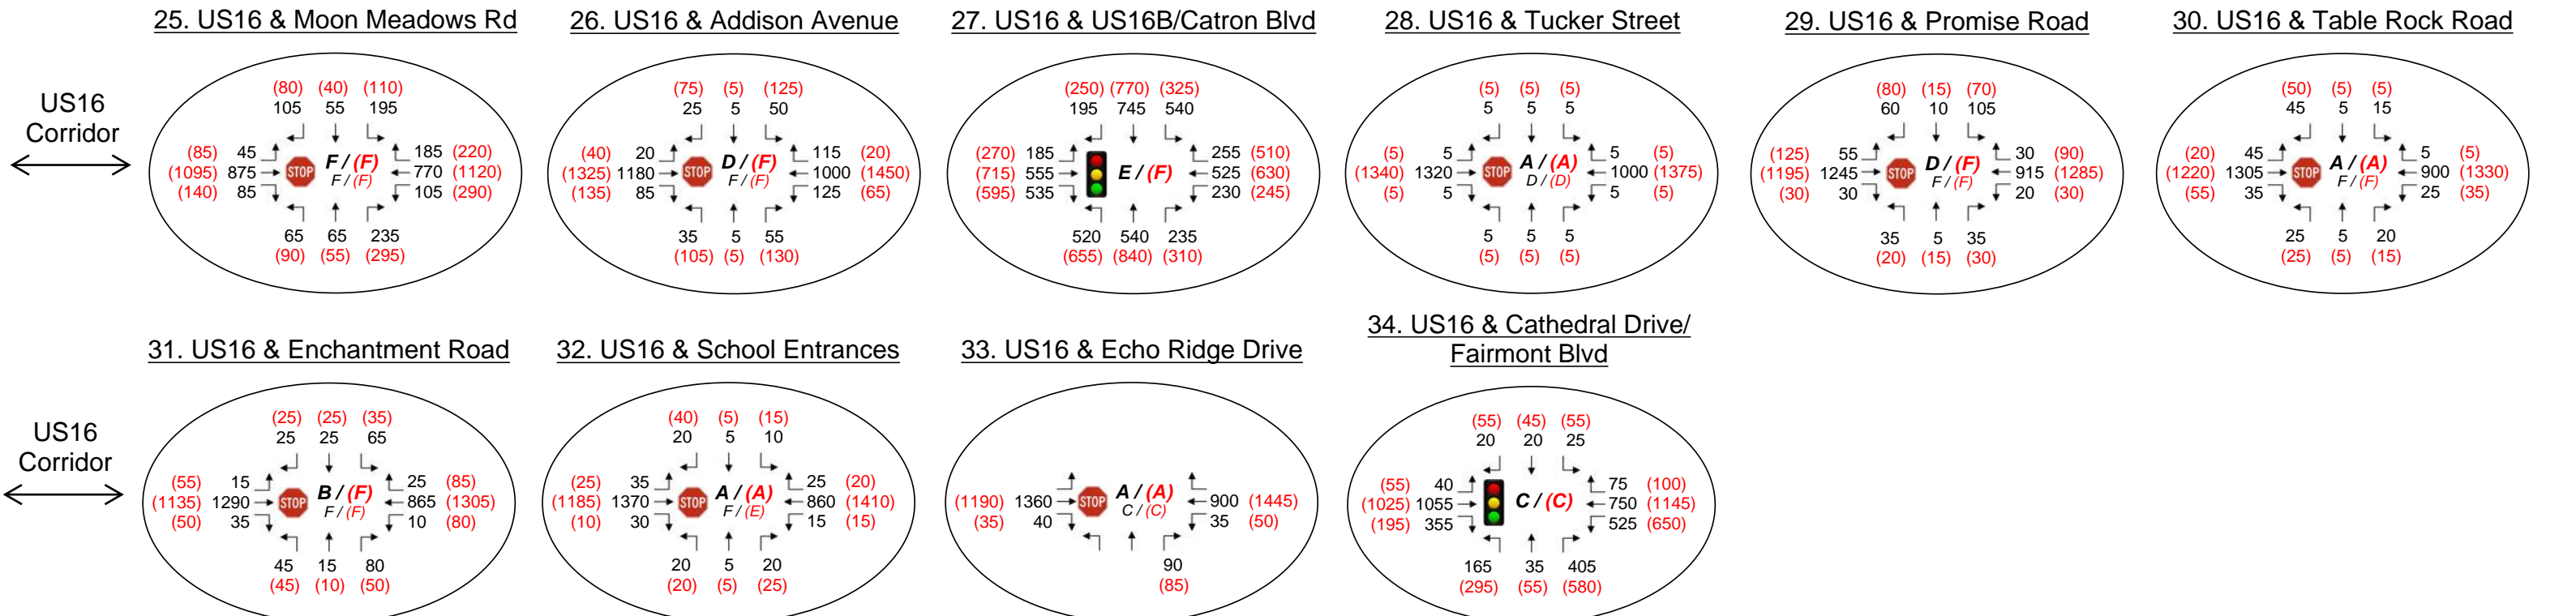 25. US16 & Moon Meadows Rd
26. US16 & Addison Avenue
27. US16 & US16B/Catron Blvd
28. US16 & Tucker Street
29. US16 & Promise Road
30. US16 & Table Rock Road
US16
Corridor
(80) (40) (110)
105 55 195
(85) 45
(1095) 875
(140) 85
STOP
F / (F)
F / (F)
185 (220)
770 (1120)
105 (290)
65 65 235
(90) (55) (295)
(75) (5) (125)
25 5 50
(40) 20
(1325) 1180
(135) 85
STOP
D / (F)
F / (F)
115 (20)
1000 (1450)
125 (65)
35 5 55
(105) (5) (130)
(250) (770) (325)
195 745 540
(270) 185
(715) 555
(595) 535
E / (F)
255 (510)
525 (630)
230 (245)
520 540 235
(655) (840) (310)
(5) (5) (5)
5 5 5
(5) 5
(1340) 1320
(5) 5
STOP
A / (A)
D / (D)
5 (5)
1000 (1375)
5 (5)
5 5 5
(5) (5) (5)
(80) (15) (70)
60 10 105
(125) 55
(1195) 1245
(30) 30
STOP
D / (F)
F / (F)
30 (90)
915 (1285)
20 (30)
35 5 35
(20) (15) (30)
(50) (5) (5)
45 5 15
(20) 45
(1220) 1305
(55) 35
STOP
A / (A)
F / (F)
5 (5)
900 (1330)
25 (35)
25 5 20
(25) (5) (15)
31. US16 & Enchantment Road
32. US16 & School Entrances
33. US16 & Echo Ridge Drive
34. US16 & Cathedral Drive/
Fairmont Blvd
US16
Corridor
(25) (25) (35)
25 25 65
(55) 15
(1135) 1290
(50) 35
STOP
B / (F)
F / (F)
25 (85)
865 (1305)
10 (80)
45 15 80
(45) (10) (50)
(40) (5) (15)
20 5 10
(25) 35
(1185) 1370
(10) 30
STOP
A / (A)
F / (E)
25 (20)
860 (1410)
15 (15)
20 5 20
(20) (5) (25)
(1190) 1360
(35) 40
STOP
A / (A)
C / (C)
900 (1445)
35 (50)
90
(85)
(55) (45) (55)
20 20 25
(55) 40
(1025) 1055
(195) 355
C / (C)
75 (100)
750 (1145)
525 (650)
165 35 405
(295) (55) (580)